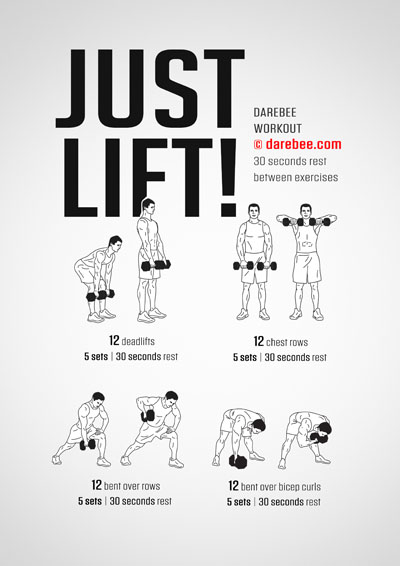 JUST
LIFT!
DAREBEE
WORKOUT
© darebee.com
30 seconds rest
between exercises
12 deadlifts
5 sets | 30 seconds rest
12 chest rows
5 sets | 30 seconds rest
12 bent over rows
5 sets | 30 seconds rest
12 bent over bicep curls
5 sets | 30 seconds rest